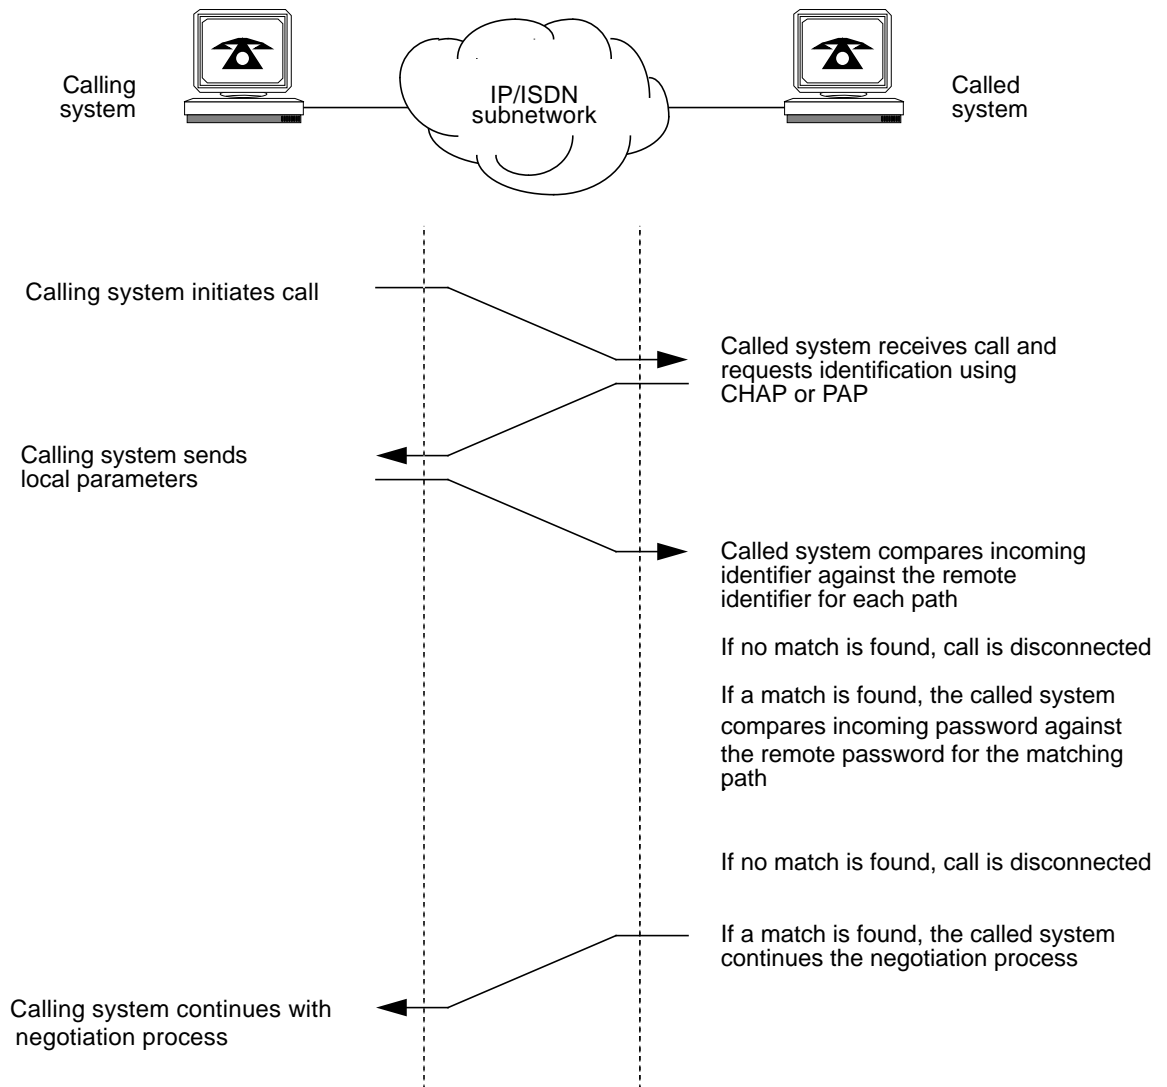 Calling
system
IP/ISDN
subnetwork
Called
system
Calling system initiates call
Called system receives call and
requests identification using
CHAP or PAP
Calling system sends
local parameters
Called system compares incoming
identifier against the remote
identifier for each path
If no match is found, call is disconnected
If a match is found, the called system
compares incoming password against
the remote password for the matching
path
If no match is found, call is disconnected
If a match is found, the called system
continues the negotiation process
Calling system continues with
negotiation process